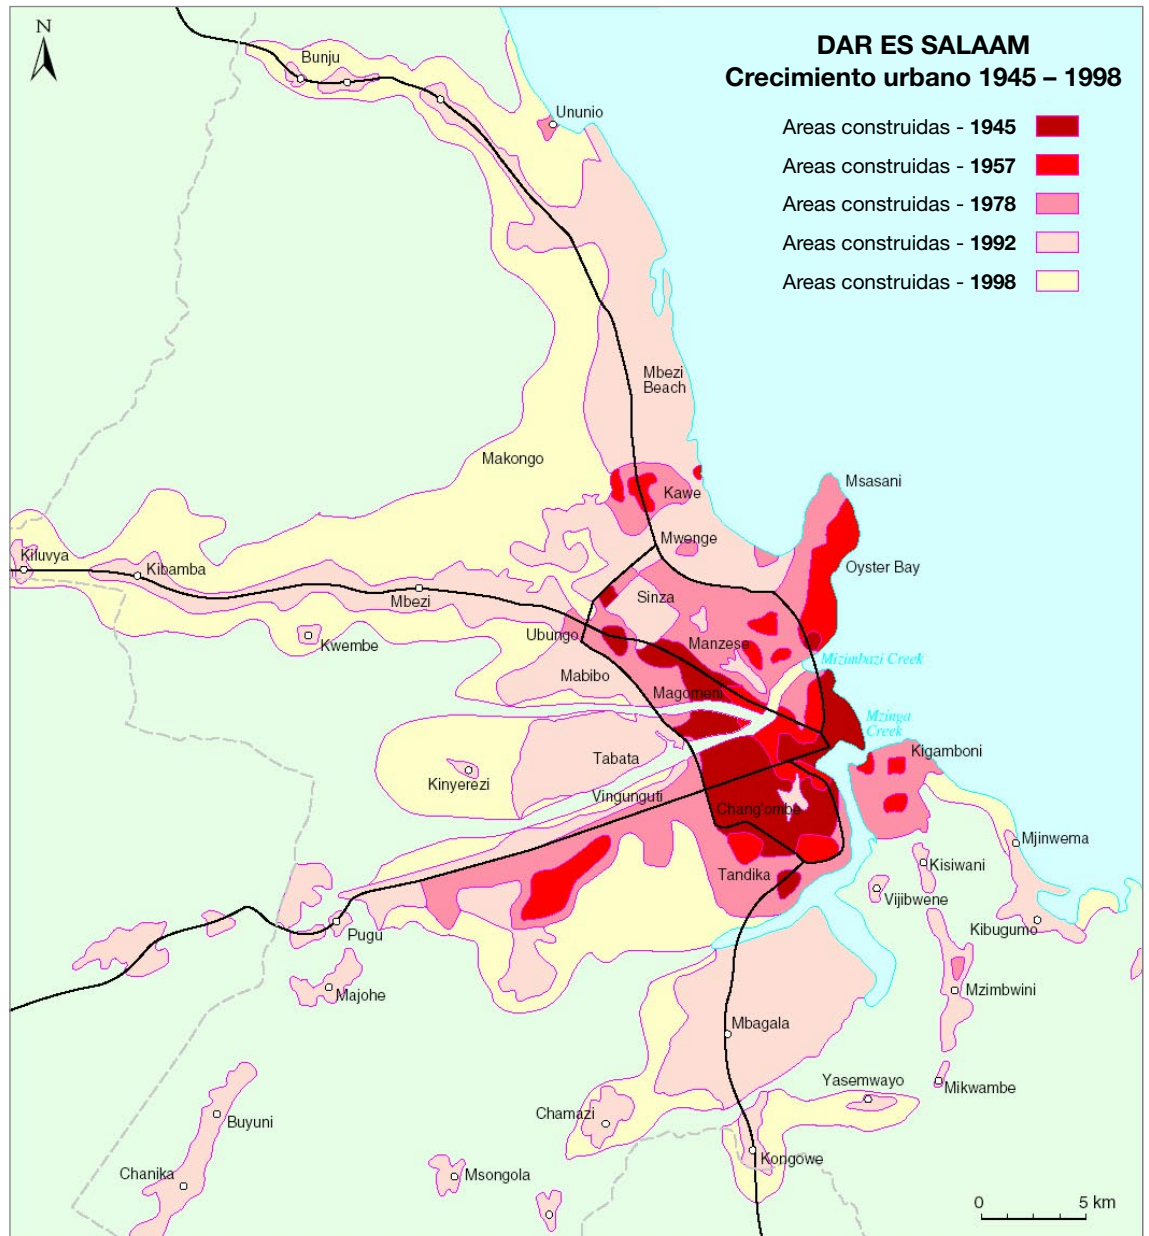 N
DAR ES SALAAM
Crecimiento urbano 1945 – 1998
Areas construidas - 1945
Areas construidas - 1957
Areas construidas - 1978
Areas construidas - 1992
Areas construidas - 1998
Bunju
Ununio
Mbezi
Beach
Makongo
Kawe
Msasani
Mwenge
Kiluvya
Kibamba
Mbezi
Oyster Bay
Sinza
Ubungo
Kwembe
Manzese
Mizimbazi Creek
Mabibo
Magomeni
Mzinga
Creek
Kigamboni
Tabata
Kinyerezi
Vingunguti
Chang'ombe
Mjinwema
Kisiwani
Tandika
Vijibwene
Kibugumo
Pugu
Majohe
Mzimbwini
Mbagala
Yasemwayo
Mikwambe
Chamazi
Buyuni
Kongowe
Chanika
Msongola
0 5 km